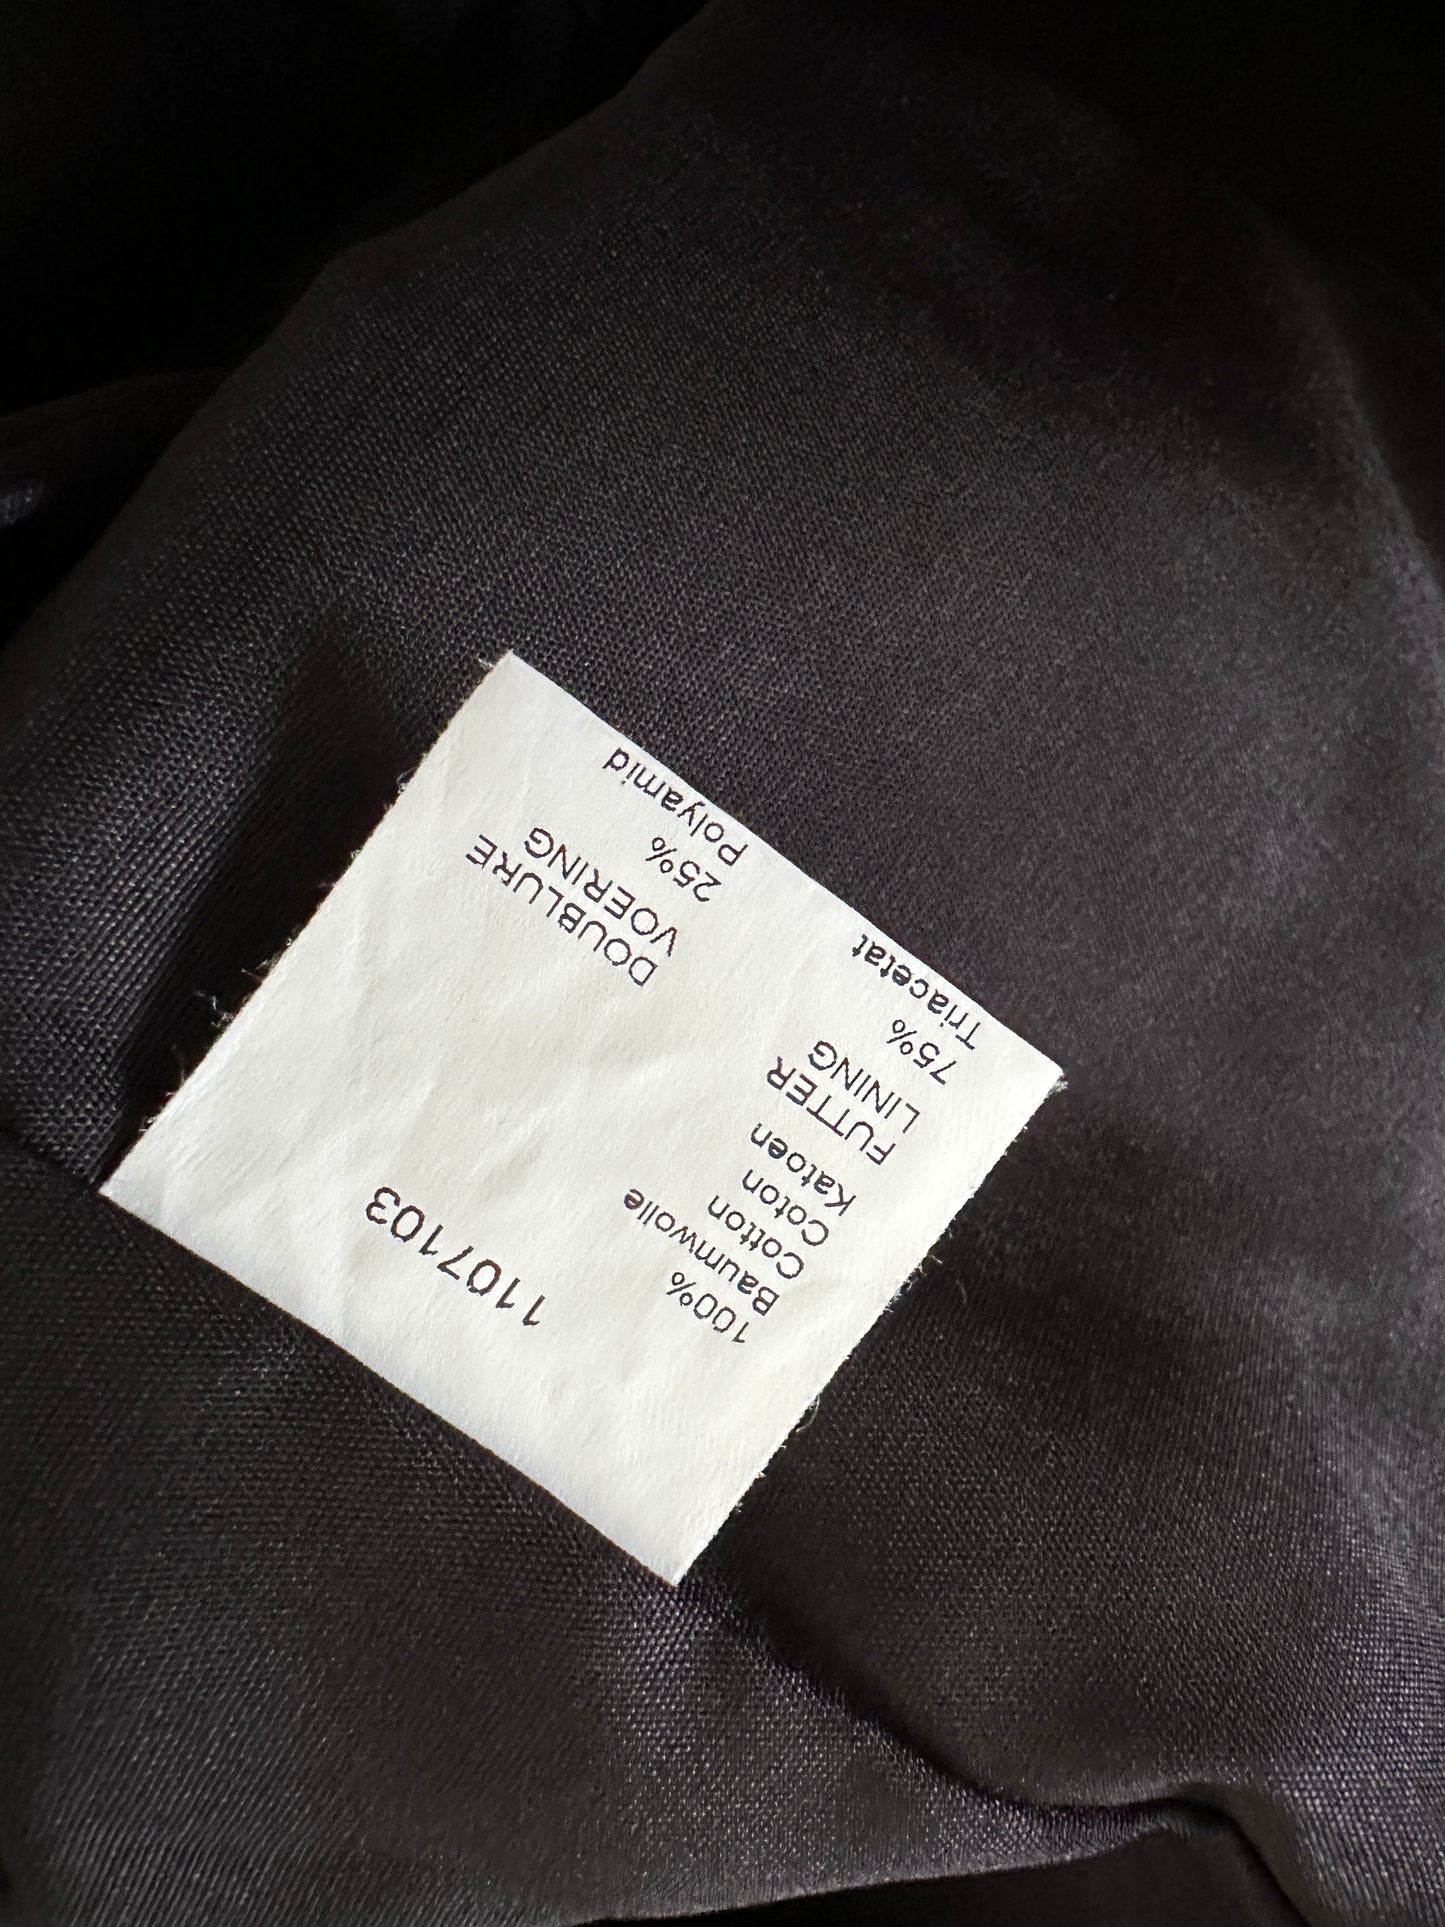 1107103
100%
Baumwolle
Cotton
Coton
Katoen
FUTTER
LINING
75%
Triacetat
DOUBLURE
VOERING
25%
Polyamid